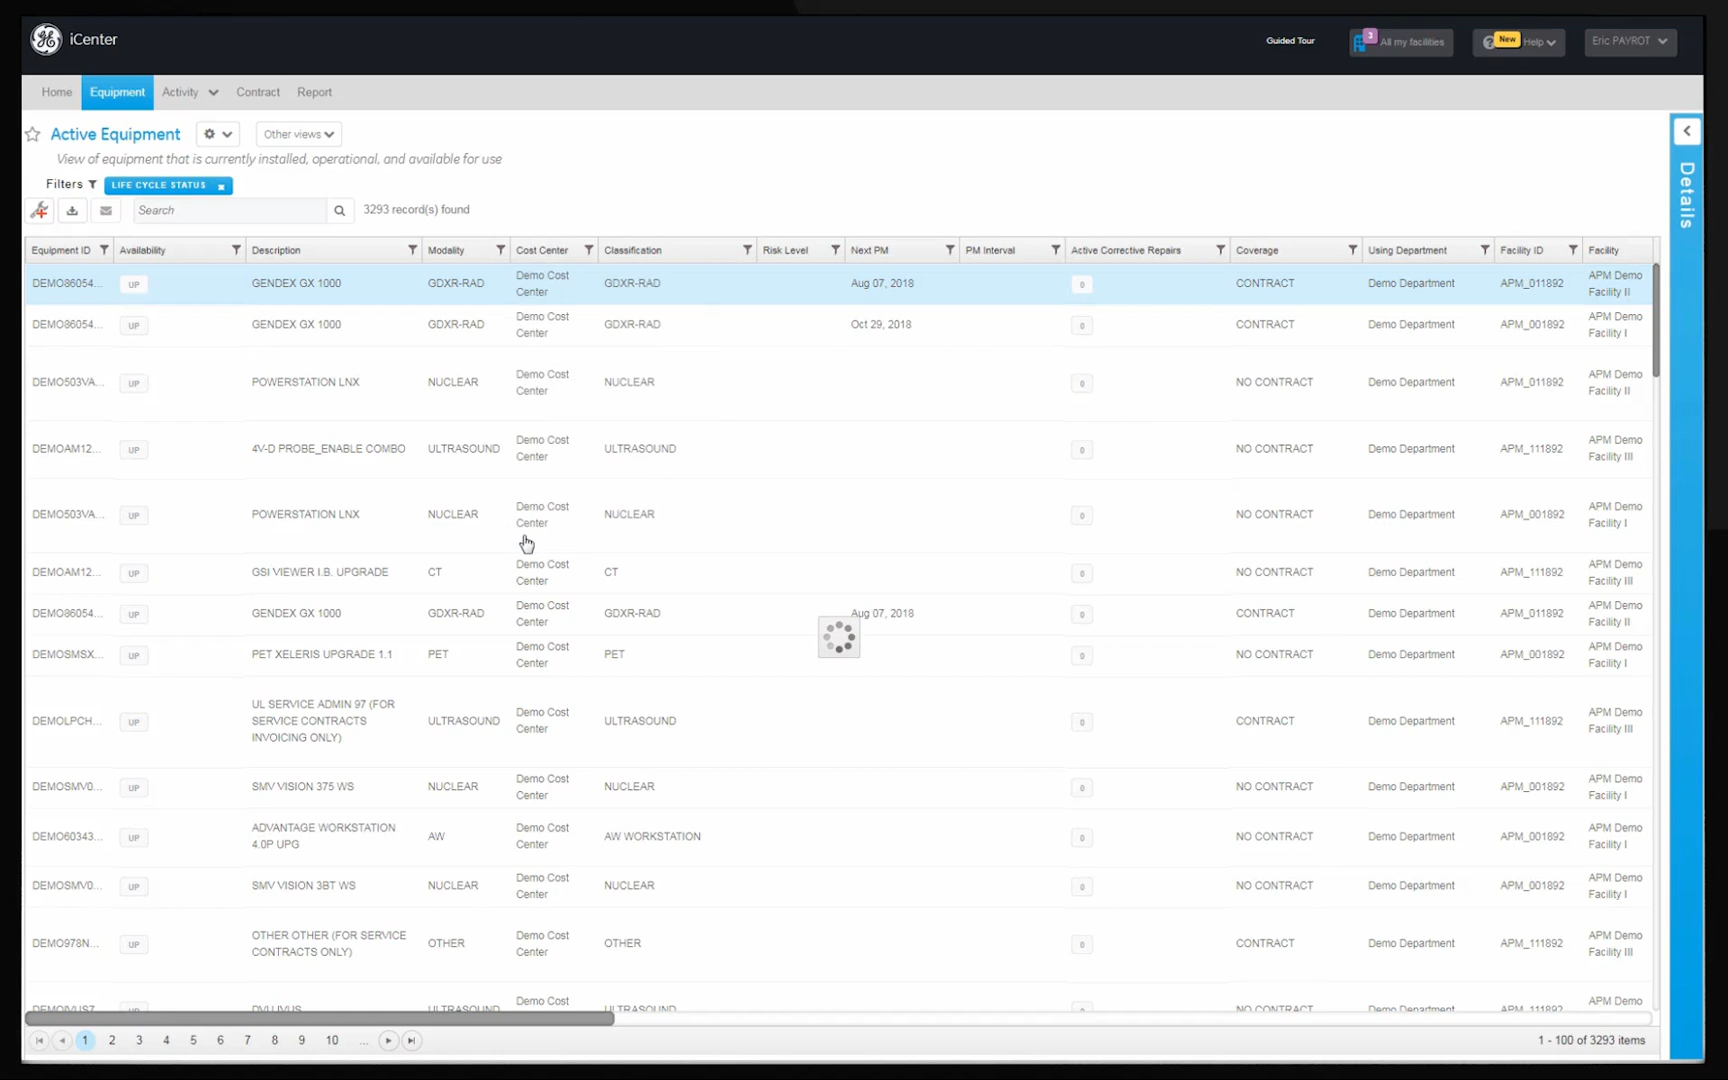 iCenter
Guided Tour
3
All my facilities
New Help
Eric PAYROT
Home Equipment Activity Contract Report
Active Equipment
Other views
View of equipment that is currently installed, operational, and available for use
Filters LIFE CYCLE STATUS x
Search
3293 record(s) found
Details
Equipment ID Availability Description Modality Cost Center Classification Risk Level Next PM PM Interval Active Corrective Repairs Coverage Using Department Facility ID Facility
DEMO86054... UP GENDEX GX 1000 GDXR-RAD Demo Cost Center GDXR-RAD Aug 07, 2018 0 CONTRACT Demo Department APM_011892 APM Demo Facility II
DEMO86054... UP GENDEX GX 1000 GDXR-RAD Demo Cost Center GDXR-RAD Oct 29, 2018 0 CONTRACT Demo Department APM_001892 APM Demo Facility I
DEMO503VA... UP POWERSTATION LNX NUCLEAR Demo Cost Center NUCLEAR 0 NO CONTRACT Demo Department APM_011892 APM Demo Facility II
DEMOAM12... UP 4V-D PROBE_ENABLE COMBO ULTRASOUND Demo Cost Center ULTRASOUND 0 NO CONTRACT Demo Department APM_111892 APM Demo Facility III
DEMO503VA... UP POWERSTATION LNX NUCLEAR Demo Cost Center NUCLEAR 0 NO CONTRACT Demo Department APM_001892 APM Demo Facility I
DEMOAM12... UP GSI VIEWER I.B. UPGRADE CT Demo Cost Center CT 0 NO CONTRACT Demo Department APM_111892 APM Demo Facility III
DEMO86054... UP GENDEX GX 1000 GDXR-RAD Demo Cost Center GDXR-RAD Aug 07, 2018 0 CONTRACT Demo Department APM_011892 APM Demo Facility II
DEMOSMSX... UP PET XELERIS UPGRADE 1.1 PET Demo Cost Center PET 0 NO CONTRACT Demo Department APM_001892 APM Demo Facility I
DEMOLPCH... UP UL SERVICE ADMIN 97 (FOR SERVICE CONTRACTS INVOICING ONLY) ULTRASOUND Demo Cost Center ULTRASOUND 0 CONTRACT Demo Department APM_111892 APM Demo Facility III
DEMOSMV0... UP SMV VISION 375 WS NUCLEAR Demo Cost Center NUCLEAR 0 NO CONTRACT Demo Department APM_001892 APM Demo Facility I
DEMO60343... UP ADVANTAGE WORKSTATION 4.0P UPG AW Demo Cost Center AW WORKSTATION 0 NO CONTRACT Demo Department APM_001892 APM Demo Facility I
DEMOSMV0... UP SMV VISION 3BT WS NUCLEAR Demo Cost Center NUCLEAR 0 NO CONTRACT Demo Department APM_001892 APM Demo Facility I
DEMO978N... UP OTHER OTHER (FOR SERVICE CONTRACTS ONLY) OTHER Demo Cost Center OTHER 0 CONTRACT Demo Department APM_111892 APM Demo Facility III
DEMOIVUS7... UP DVI IVUS ULTRASOUND Demo Cost Center ULTRASOUND 0 NO CONTRACT Demo Department APM_111892 APM Demo
1 2 3 4 5 6 7 8 9 10 ...
1 - 100 of 3293 items